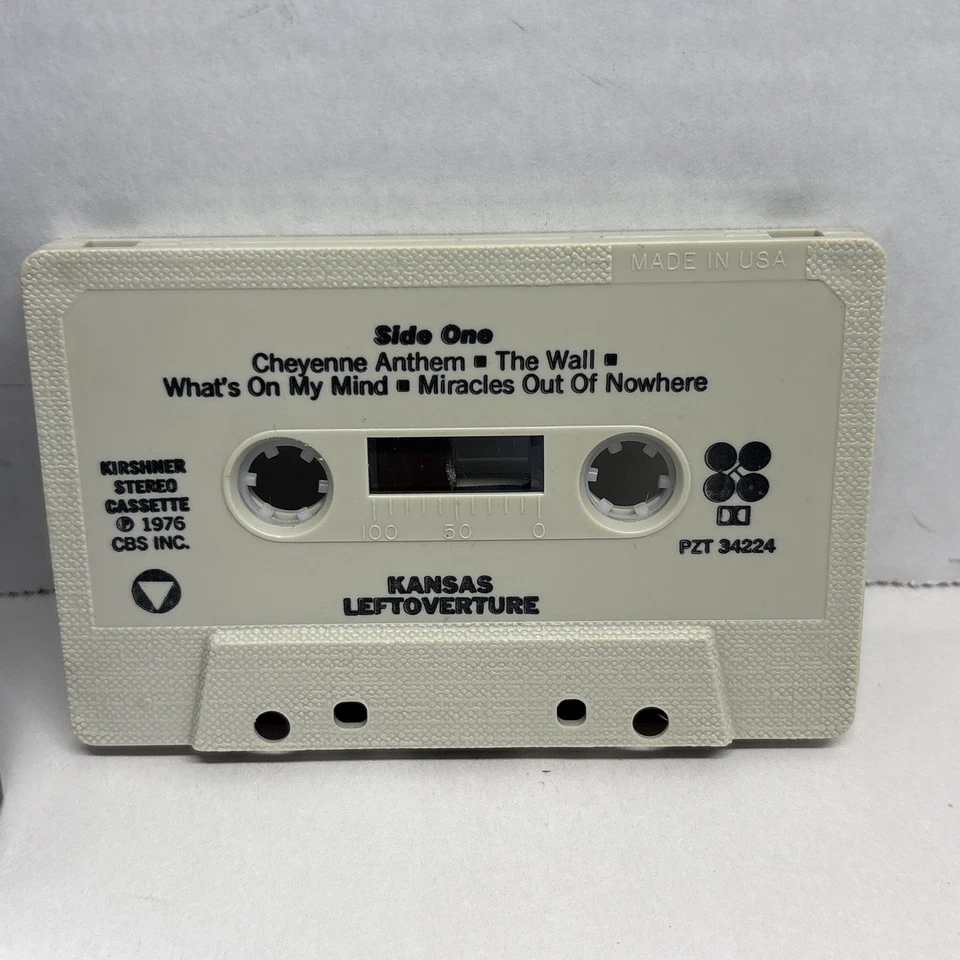 MADE IN USA
Side One
Cheyenne Anthem ▪ The Wall ▪
What's On My Mind ▪ Miracles Out Of Nowhere
KIRSHNER
STEREO
CASSETTE
℗ 1976
CBS INC.
100 50 0
PZT 34224
KANSAS
LEFTOVERTURE